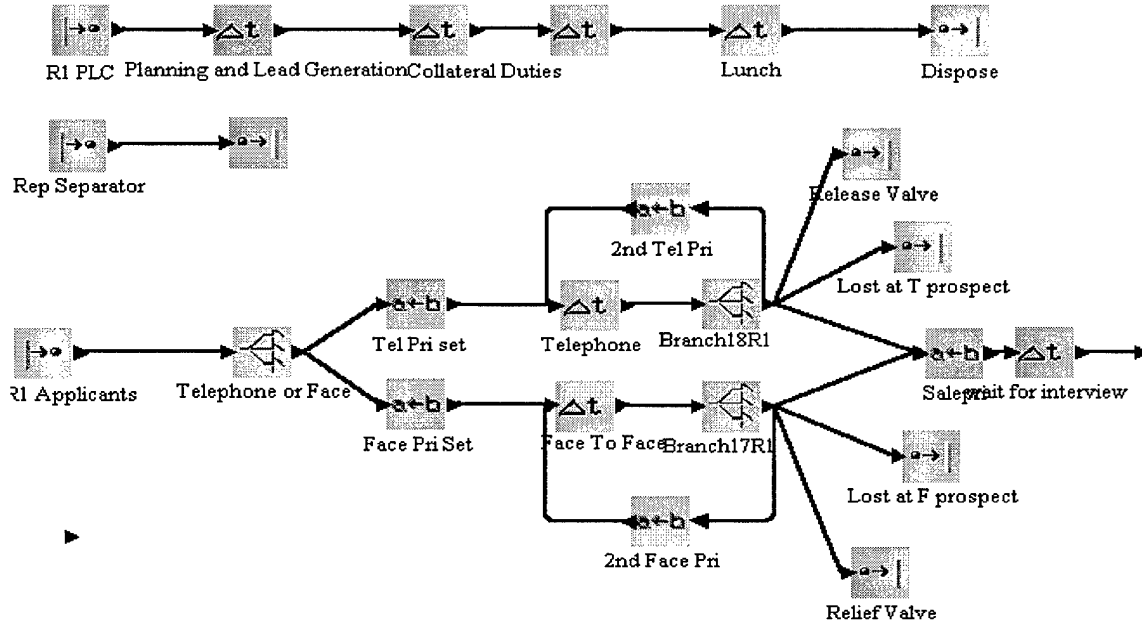 R1 PLC
Planning and Lead Generation
Collateral Duties
Lunch
Dispose
Rep Separator
Release Valve
2nd Tel Pri
Lost at T prospect
Tel Pri set
Telephone
Branch18R1
R1 Applicants
Telephone or Face
Salepri
wait for interview
Face Pri Set
Face To Face
Branch17R1
Lost at F prospect
2nd Face Pri
Relief Valve